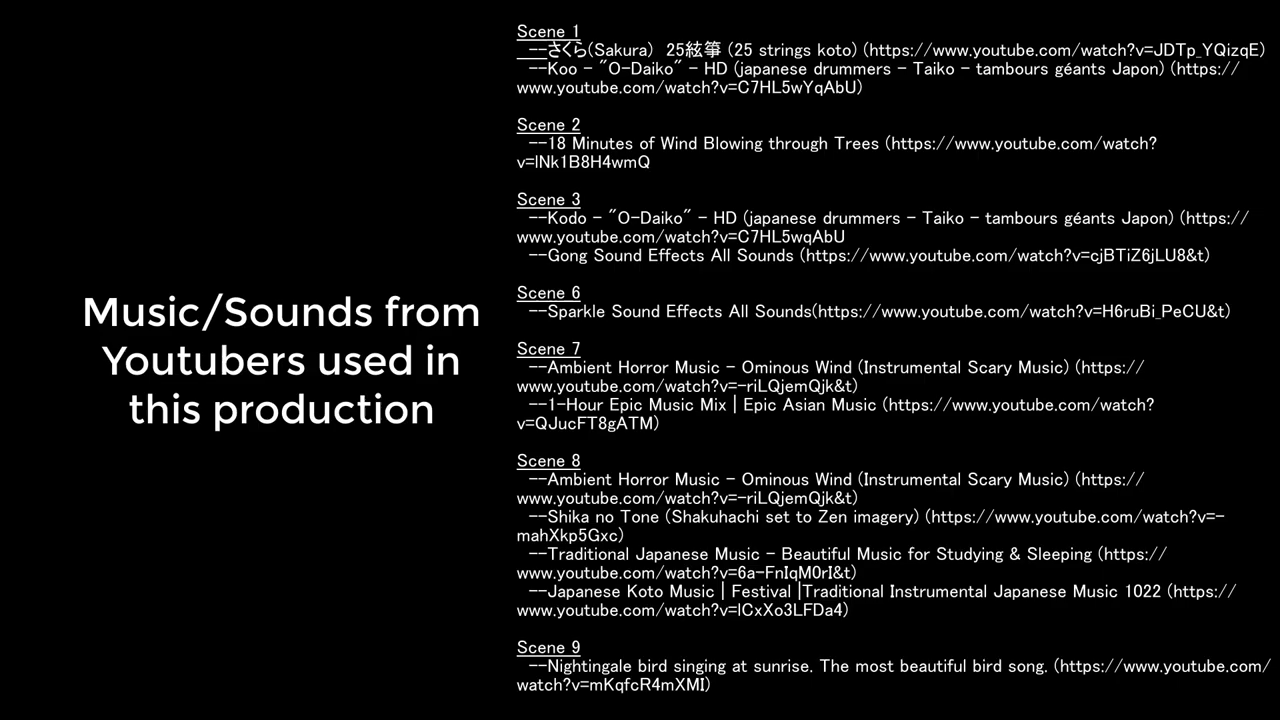 Music/Sounds from
Youtubers used in
this production
Scene 1
--さくら(Sakura) 25絃箏 (25 strings koto) (https://www.youtube.com/watch?v=JDTp_YQizqE)
--Koo - "O-Daiko" - HD (japanese drummers - Taiko - tambours géants Japon) (https://
www.youtube.com/watch?v=C7HL5wYqAbU)
Scene 2
--18 Minutes of Wind Blowing through Trees (https://www.youtube.com/watch?
v=lNk1B8H4wmQ
Scene 3
--Kodo - "O-Daiko" - HD (japanese drummers - Taiko - tambours géants Japon) (https://
www.youtube.com/watch?v=C7HL5wqAbU
--Gong Sound Effects All Sounds (https://www.youtube.com/watch?v=cjBTiZ6jLU8&t)
Scene 6
--Sparkle Sound Effects All Sounds(https://www.youtube.com/watch?v=H6ruBi_PeCU&t)
Scene 7
--Ambient Horror Music - Ominous Wind (Instrumental Scary Music) (https://
www.youtube.com/watch?v=-riLQjemQjk&t)
--1-Hour Epic Music Mix | Epic Asian Music (https://www.youtube.com/watch?
v=QJucFT8gATM)
Scene 8
--Ambient Horror Music - Ominous Wind (Instrumental Scary Music) (https://
www.youtube.com/watch?v=-riLQjemQjk&t)
--Shika no Tone (Shakuhachi set to Zen imagery) (https://www.youtube.com/watch?v=-
mahXkp5Gxc)
--Traditional Japanese Music - Beautiful Music for Studying & Sleeping (https://
www.youtube.com/watch?v=6a-FnIqM0rI&t)
--Japanese Koto Music | Festival |Traditional Instrumental Japanese Music 1022 (https://
www.youtube.com/watch?v=lCxXo3LFDa4)
Scene 9
--Nightingale bird singing at sunrise. The most beautiful bird song. (https://www.youtube.com/
watch?v=mKqfcR4mXMI)